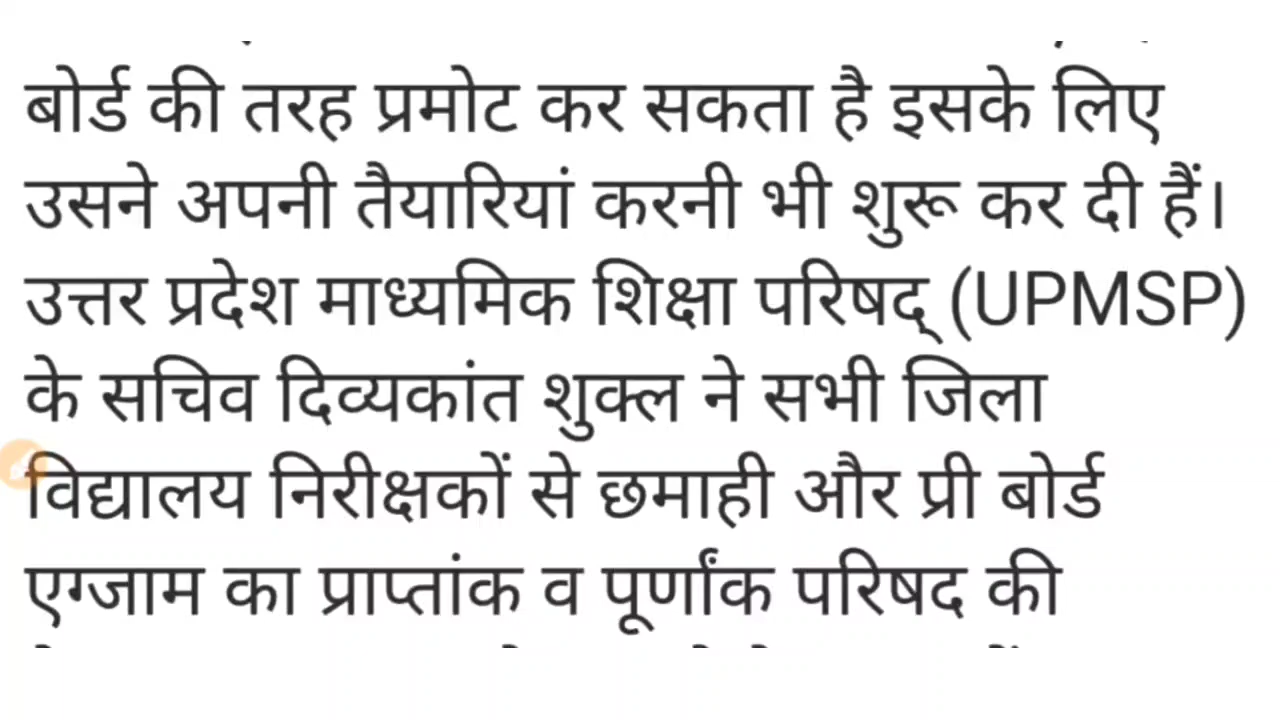 बोर्ड की तरह प्रमोट कर सकता है इसके लिए
उसने अपनी तैयारियां करनी भी शुरू कर दी हैं।
उत्तर प्रदेश माध्यमिक शिक्षा परिषद् (UPMSP)
के सचिव दिव्यकांत शुक्ल ने सभी जिला
विद्यालय निरीक्षकों से छमाही और प्री बोर्ड
एग्जाम का प्राप्तांक व पूर्णांक परिषद की